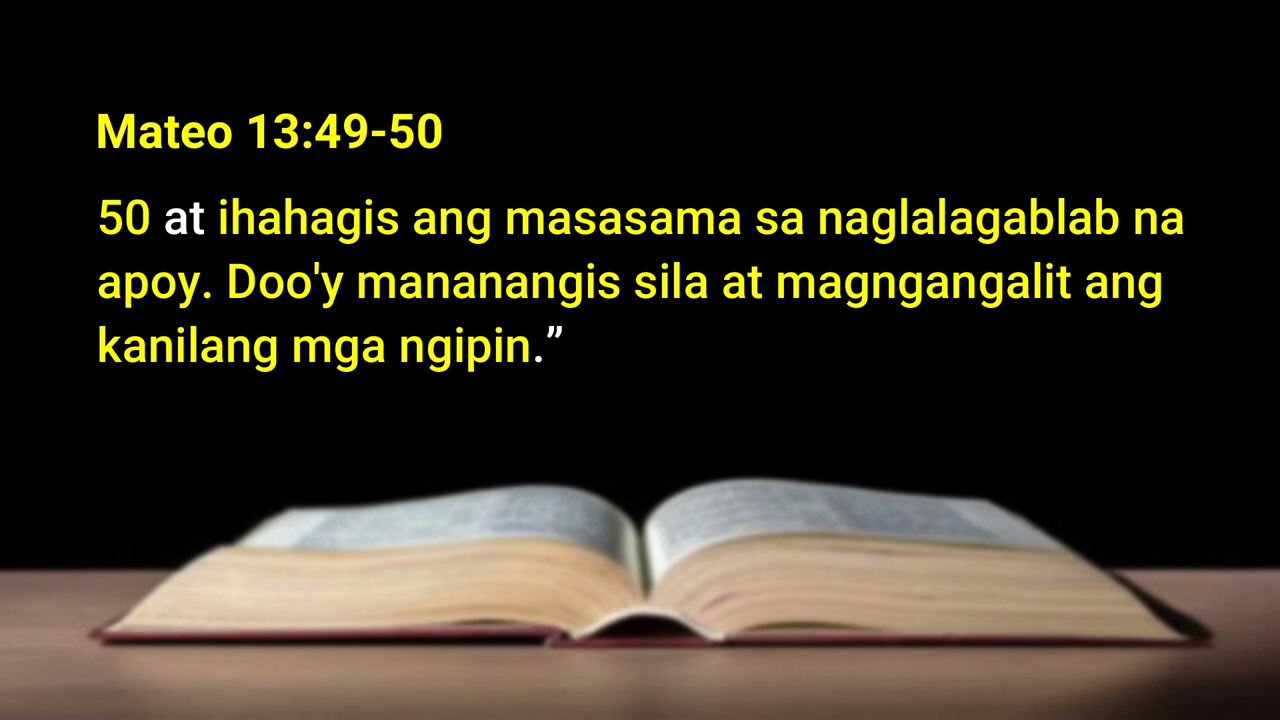 Mateo 13:49-50
50 at ihahagis ang masasama sa naglalagablab na
apoy. Doo'y mananangis sila at magngangalit ang
kanilang mga ngipin.”